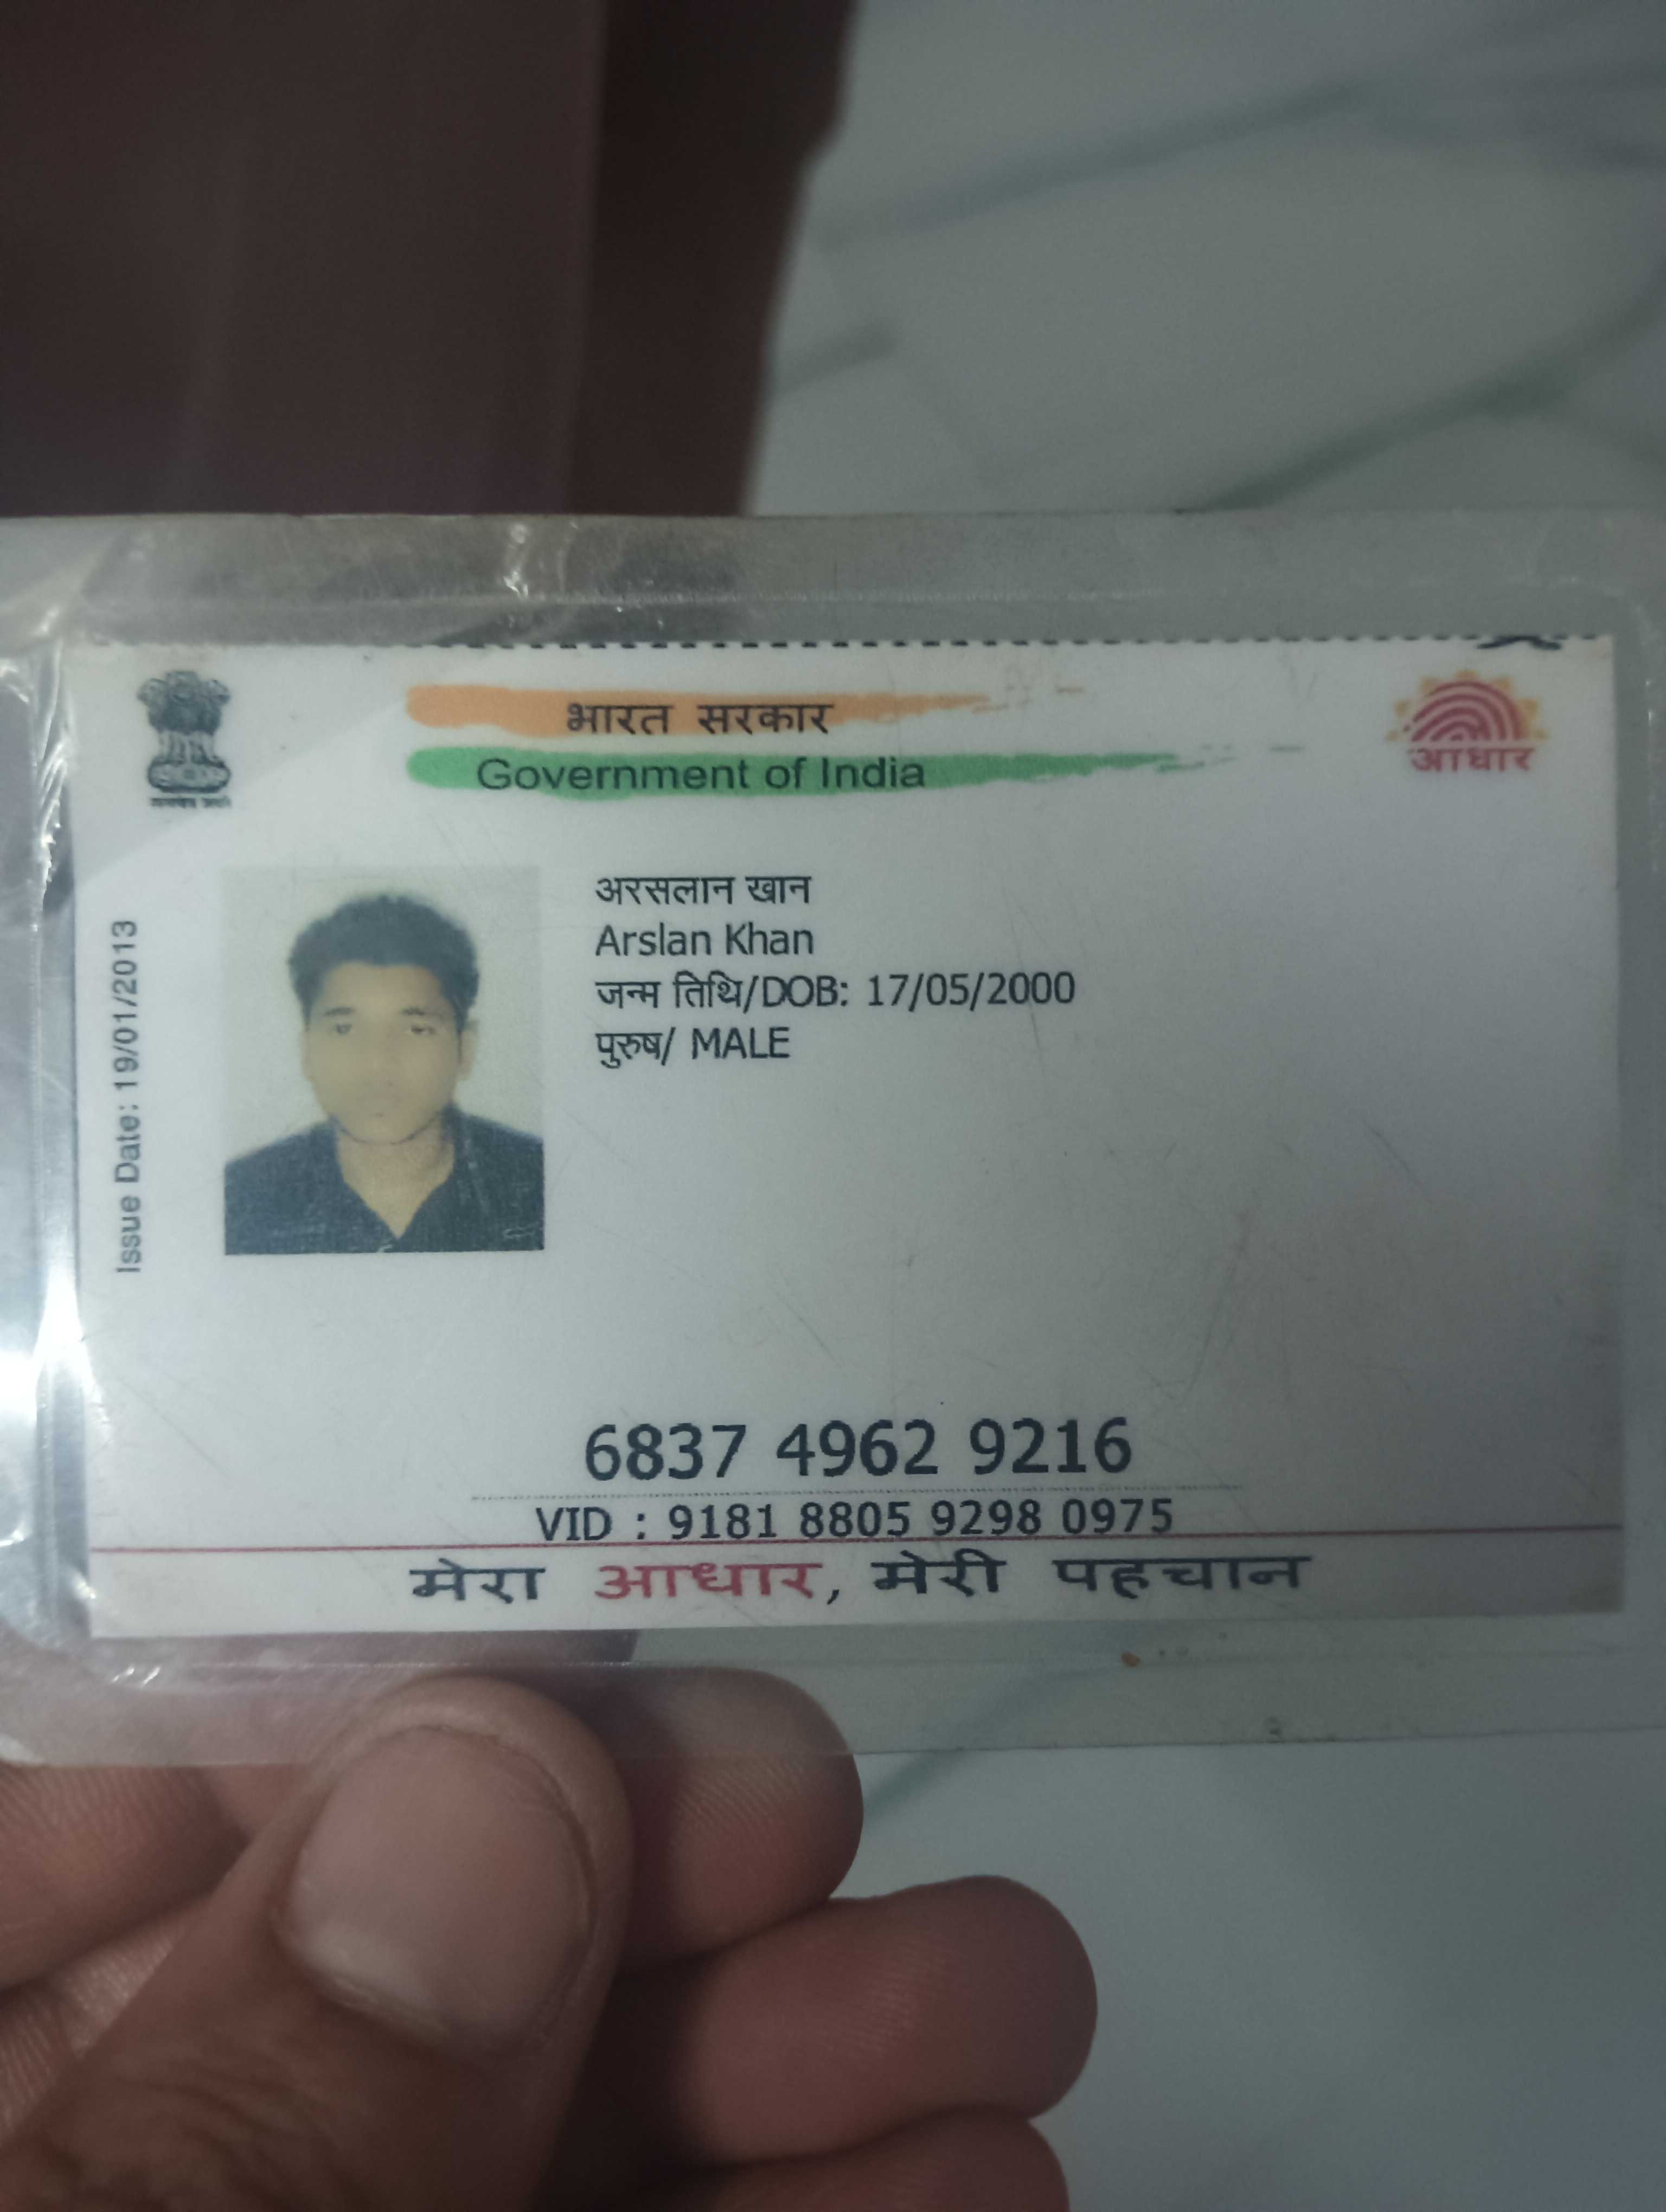 भारत सरकार
Government of India
आधार
Issue Date: 19/01/2013
अरसलान खान
Arslan Khan
जन्म तिथि/DOB: 17/05/2000
पुरुष/ MALE
6837 4962 9216
VID : 9181 8805 9298 0975
मेरा आधार, मेरी पहचान